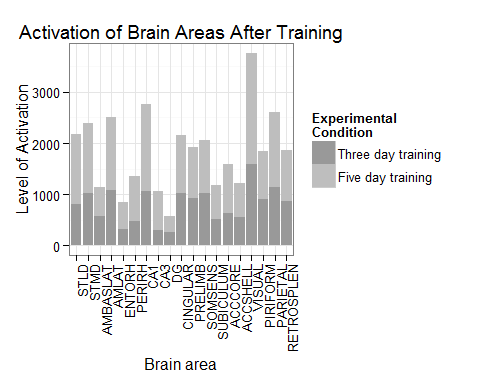 Activation of Brain Areas After Training
Level of Activation
3000
2000
1000
0
STLD
STMD
AMBASLAT
AMLAT
ENTORH
PERIRH
CA1
CA3
DG
CINGULAR
PRELIMB
SOMSENS
SUBICULUM
ACCCORE
ACCSHELL
VISUAL
PIRIFORM
PARIETAL
RETROSPLEN
Brain area
Experimental
Condition
Three day training
Five day training